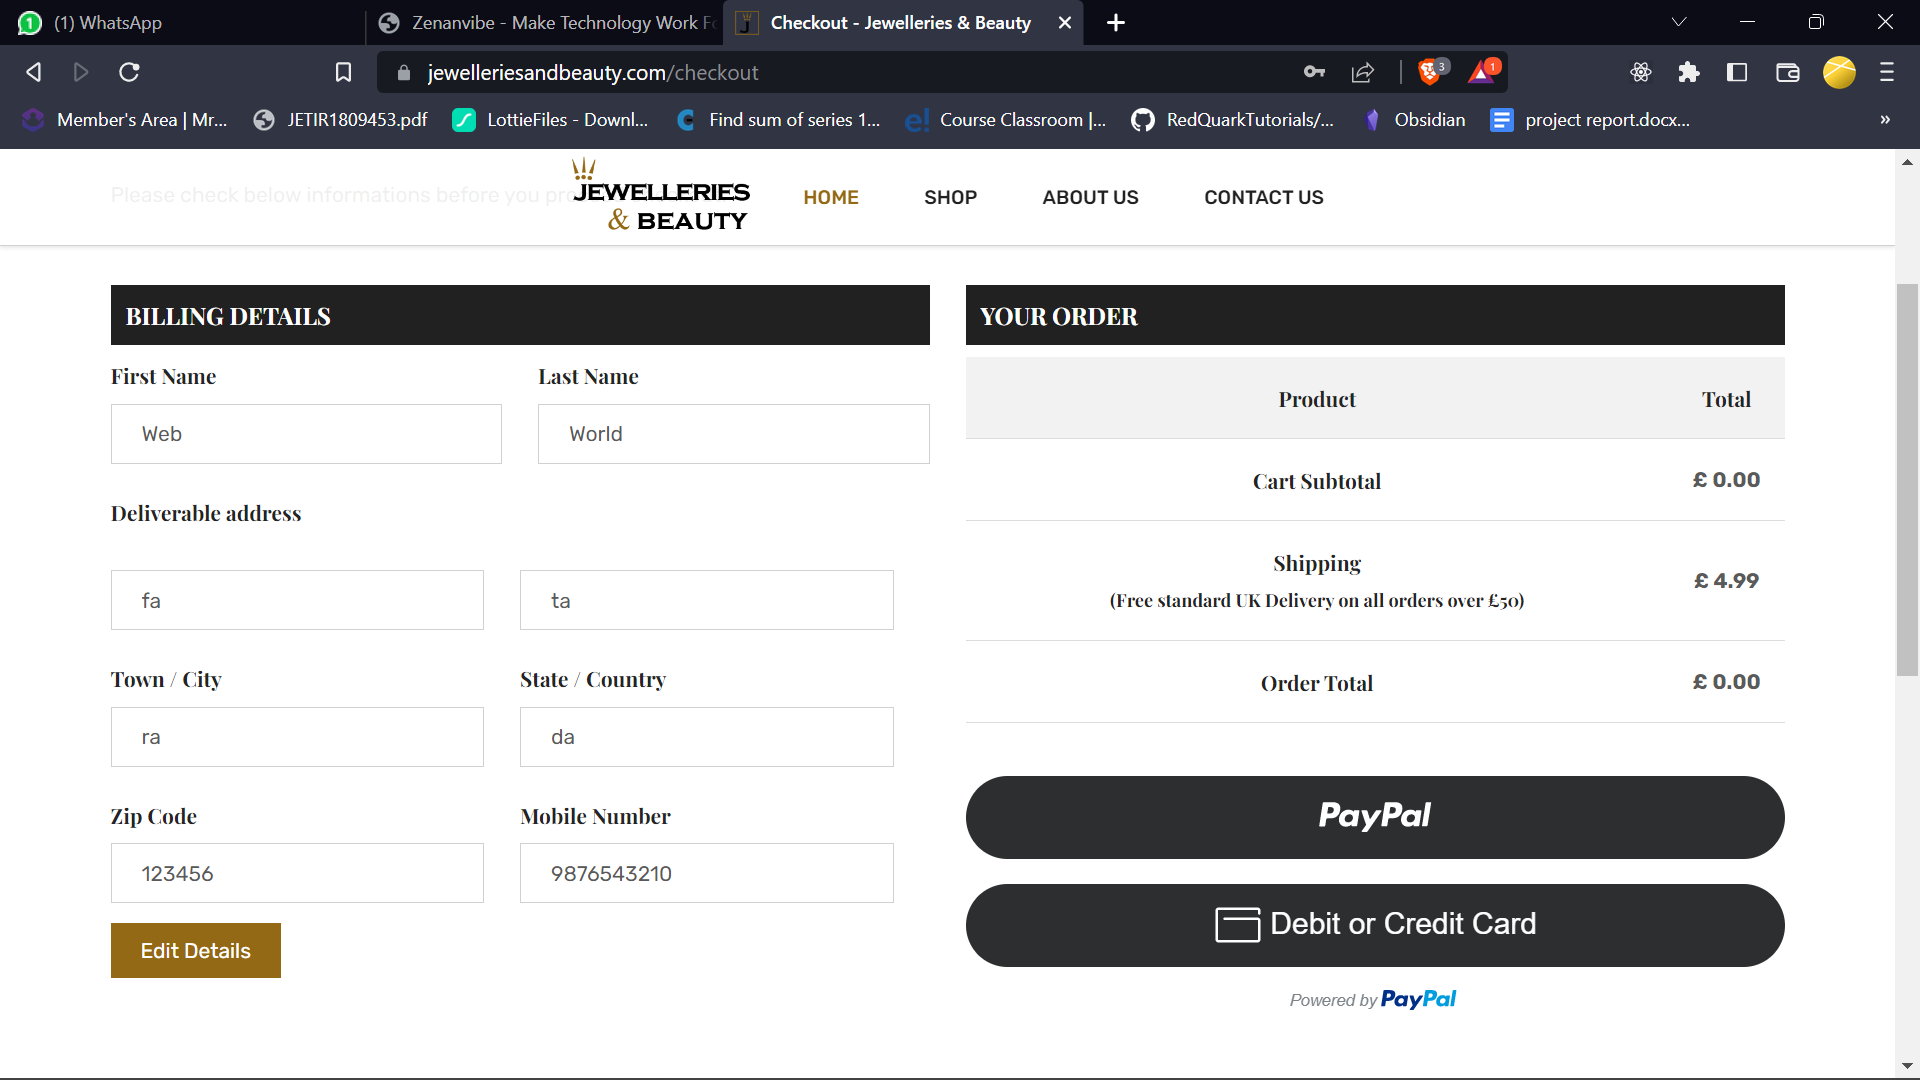 (1) WhatsApp
Zenanvibe - Make Technology Work Fo
Checkout - Jewelleries & Beauty
jewelleriesandbeauty.com/checkout
3
1
Member's Area | Mr...
JETIR1809453.pdf
LottieFiles - Downl...
Find sum of series 1...
Course Classroom |...
RedQuarkTutorials/...
Obsidian
project report.docx...
Please check below informations before you pro
JEWELLERIES
& BEAUTY
HOME
SHOP
ABOUT US
CONTACT US
BILLING DETAILS
First Name
Last Name
Web
World
Deliverable address
fa
ta
Town / City
State / Country
ra
da
Zip Code
Mobile Number
123456
9876543210
Edit Details
YOUR ORDER
Product
Total
Cart Subtotal
£ 0.00
Shipping
(Free standard UK Delivery on all orders over £50)
£ 4.99
Order Total
£ 0.00
PayPal
Debit or Credit Card
Powered by PayPal